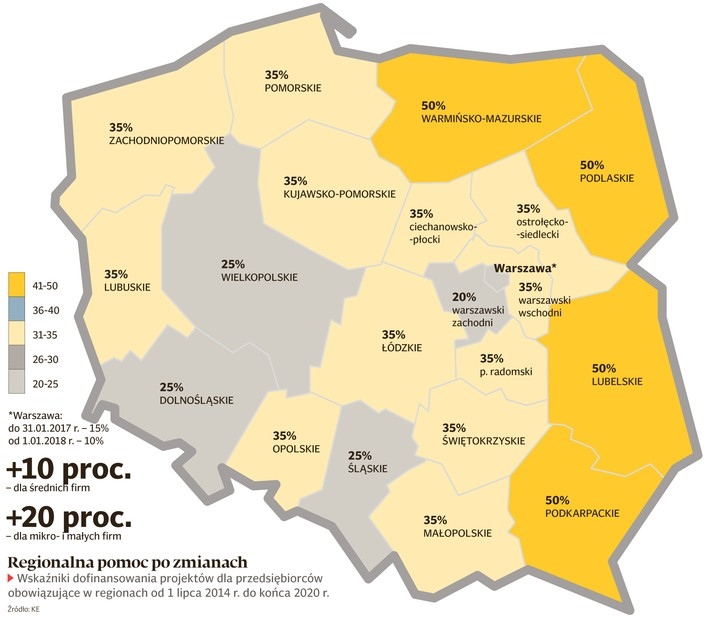 35%
POMORSKIE
50%
WARMIŃSKO-MAZURSKIE
35%
ZACHODNIOPOMORSKIE
50%
PODLASKIE
35%
KUJAWSKO-POMORSKIE
35%
ciechanowsko-
-płocki
35%
ostrołęcko-
-siedlecki
25%
WIELKOPOLSKIE
35%
LUBUSKIE
Warszawa*
35%
warszawski
wschodni
20%
warszawski
zachodni
35%
ŁÓDZKIE
35%
p. radomski
50%
LUBELSKIE
25%
DOLNOŚLĄSKIE
35%
OPOLSKIE
25%
ŚLĄSKIE
35%
ŚWIĘTOKRZYSKIE
35%
MAŁOPOLSKIE
50%
PODKARPACKIE
41-50
36-40
31-35
26-30
20-25
*Warszawa:
do 31.01.2017 r. – 15%
od 1.01.2018 r. – 10%
+10 proc.
– dla średnich firm
+20 proc.
– dla mikro- i małych firm
Regionalna pomoc po zmianach
Wskaźniki dofinansowania projektów dla przedsiębiorców
obowiązujące w regionach od 1 lipca 2014 r. do końca 2020 r.
Źródło: KE